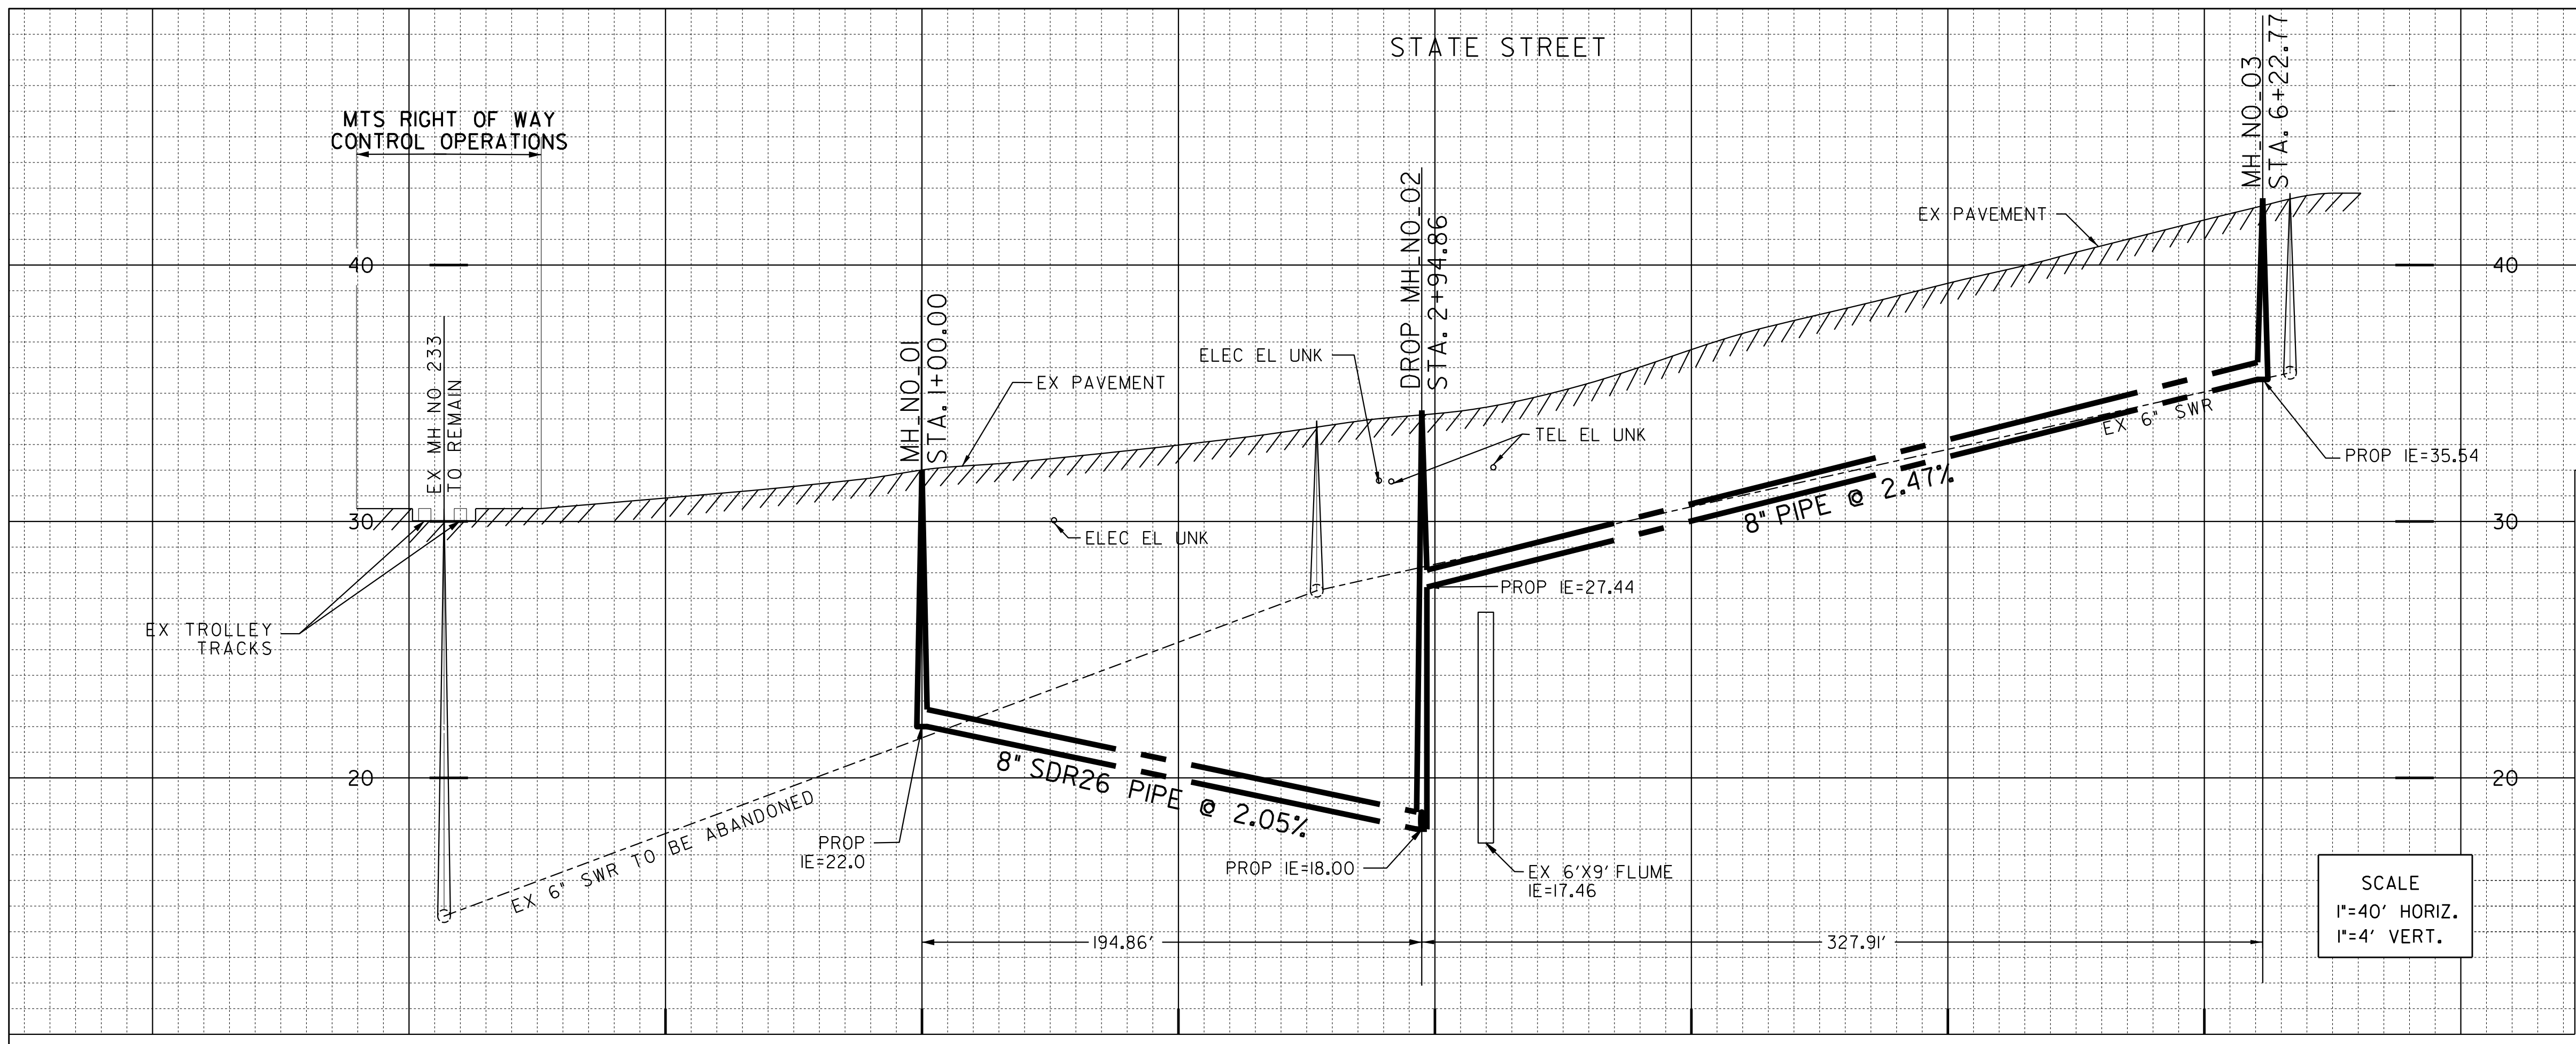 STATE STREET
MTS RIGHT OF WAY
CONTROL OPERATIONS
MH_NO_03
STA. 6+22.77
DROP MH_NO_02
STA. 2+94.86
EX PAVEMENT
40
40
MH_NO_01
STA. 1+00.00
EX MH NO 233
TO REMAIN
ELEC EL UNK
EX PAVEMENT
TEL EL UNK
EX 6" SWR
PROP IE=35.54
30
30
8" PIPE @ 2.47%
ELEC EL UNK
PROP IE=27.44
EX TROLLEY
TRACKS
20
20
8" SDR26 PIPE @ 2.05%
EX 6" SWR TO BE ABANDONED
PROP
IE=22.0
PROP IE=18.00
EX 6'X9' FLUME
IE=17.46
194.86'
327.91'
SCALE
1"=40' HORIZ.
1"=4' VERT.